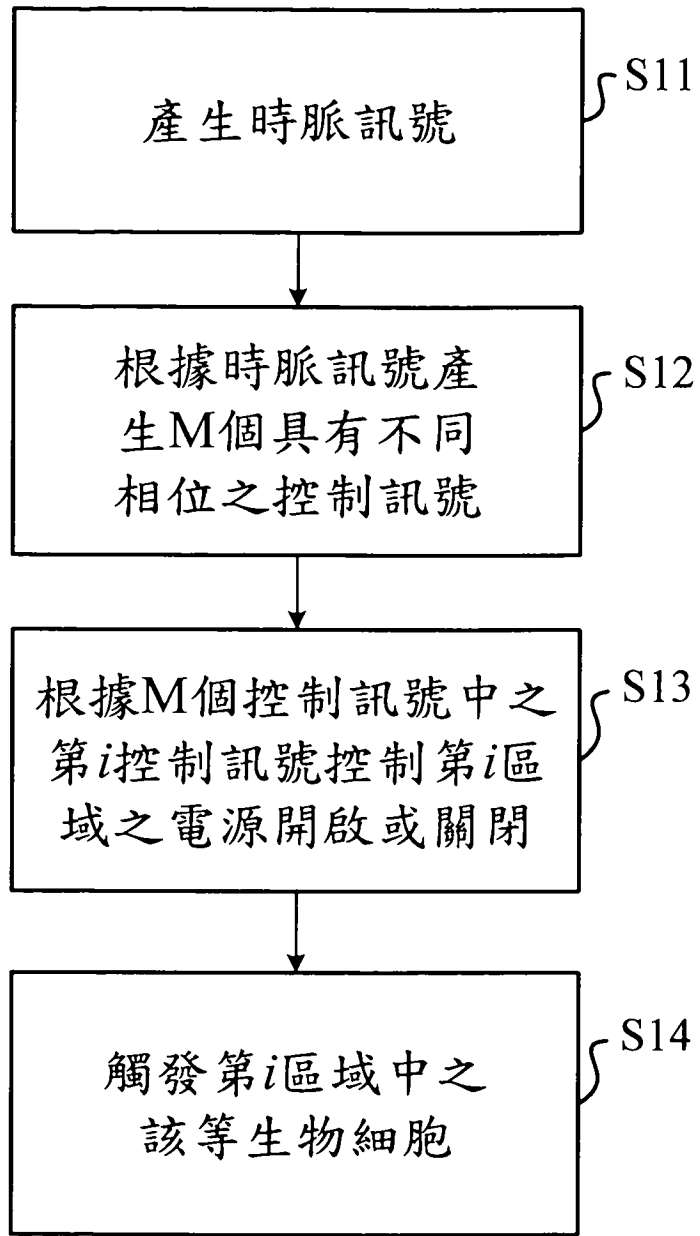 產生時脈訊號
S11
根據時脈訊號產
生M個具有不同
相位之控制訊號
S12
根據M個控制訊號中之
第i控制訊號控制第i區
域之電源開啟或關閉
S13
觸發第i區域中之
該等生物細胞
S14